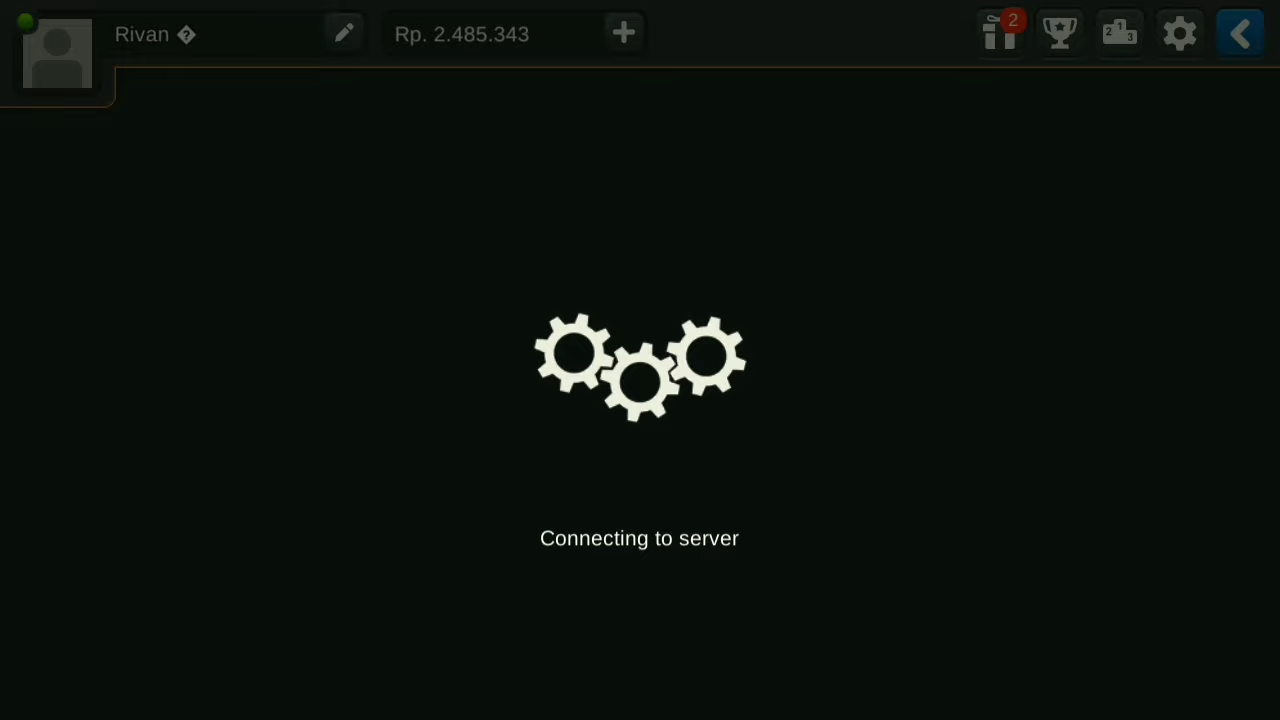 Rivan �
Rp. 2.485.343
2
2 1 3
Connecting to server